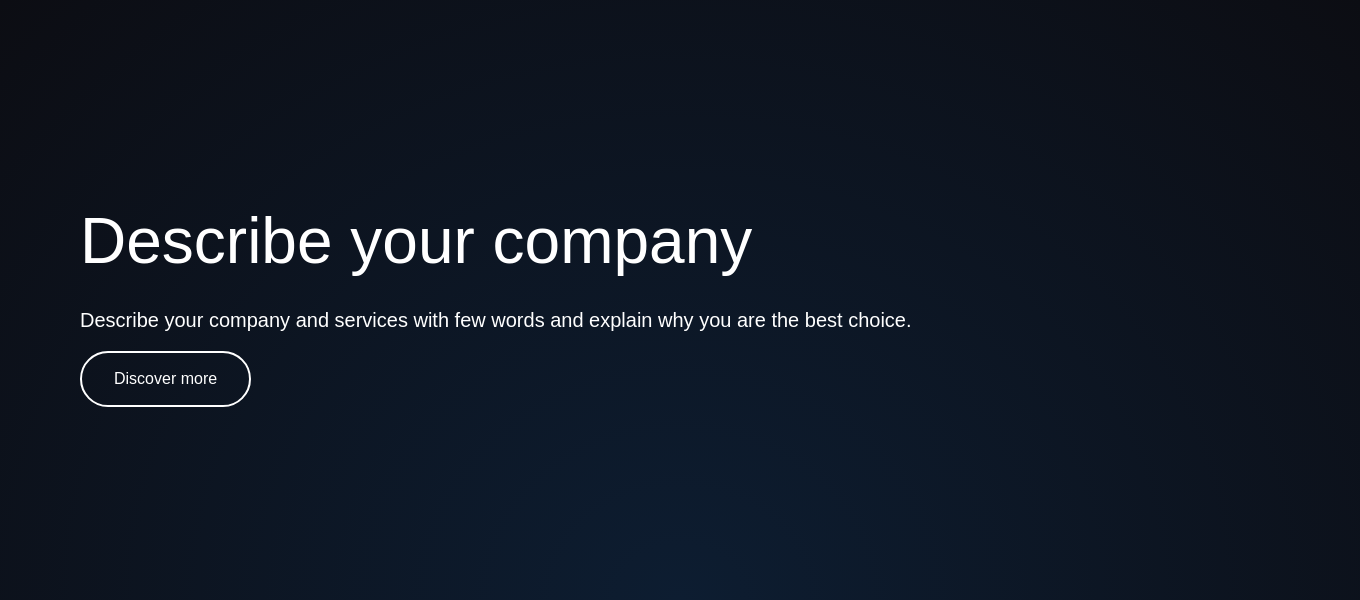 Describe your company
Describe your company and services with few words and explain why you are the best choice.
Discover more